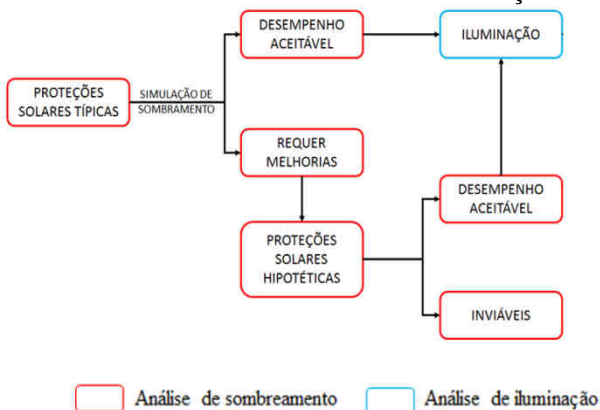 DESEMPENHO
ACEITÁVEL
ILUMINAÇÃO
PROTEÇÕES
SOLARES TÍPICAS
SIMULAÇÃO DE
SOMBRAMENTO
REQUER
MELHORIAS
DESEMPENHO
ACEITÁVEL
PROTEÇÕES
SOLARES
HIPOTÉTICAS
INVIÁVEIS
Análise de sombreamento
Análise de iluminação